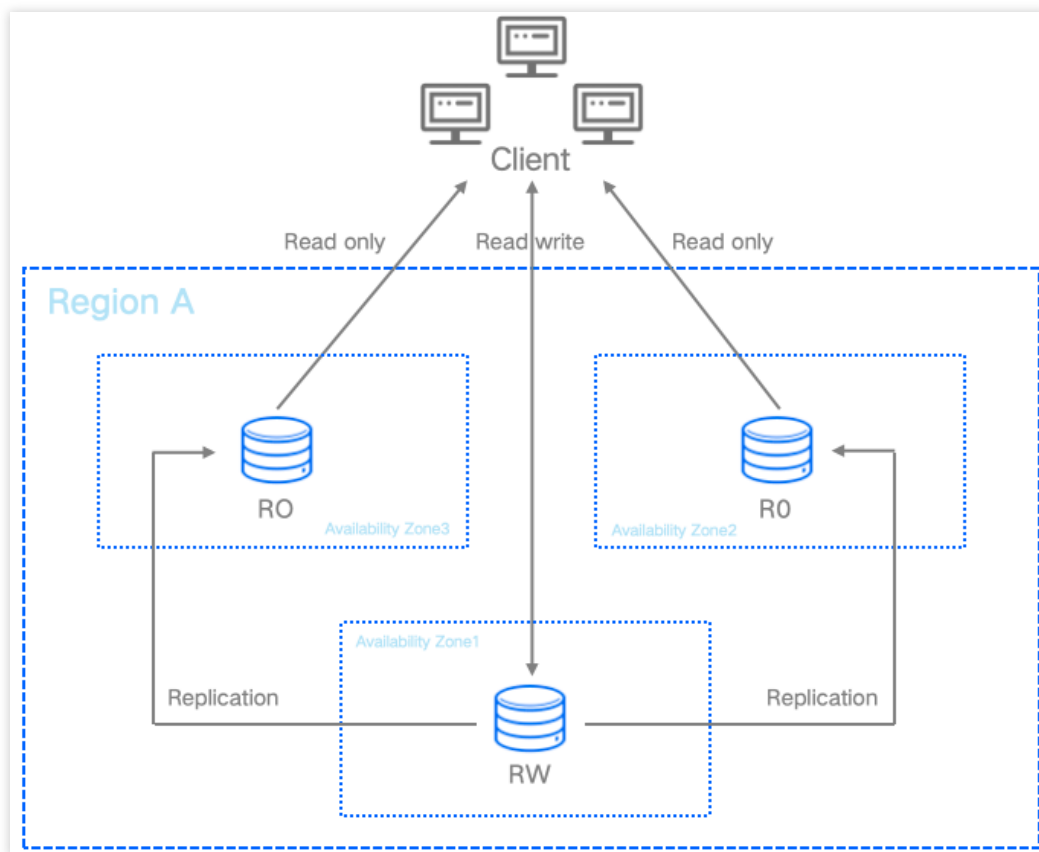 Client
Read only
Read write
Read only
Region A
RO
Availability Zone3
R0
Availability Zone2
Availability Zone1
Replication
Replication
RW